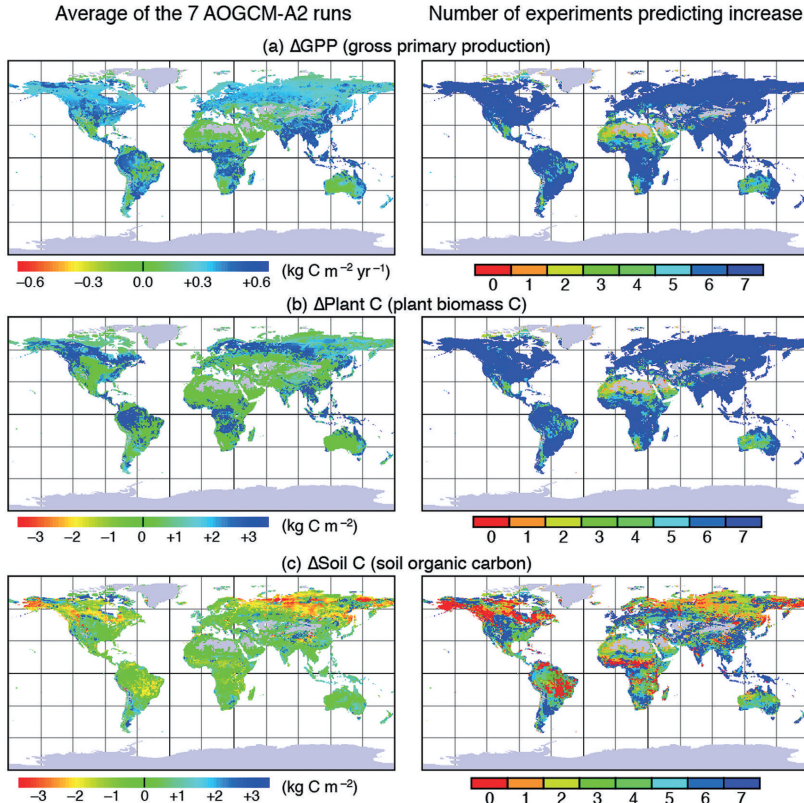 Average of the 7 AOGCM-A2 runs
Number of experiments predicting increase
(a) ΔGPP (gross primary production)
−0.6 −0.3 0.0 +0.3 +0.6 (kg C m⁻² yr⁻¹)
0 1 2 3 4 5 6 7
(b) ΔPlant C (plant biomass C)
−3 −2 −1 0 +1 +2 +3 (kg C m⁻²)
0 1 2 3 4 5 6 7
(c) ΔSoil C (soil organic carbon)
−3 −2 −1 0 +1 +2 +3 (kg C m⁻²)
0 1 2 3 4 5 6 7